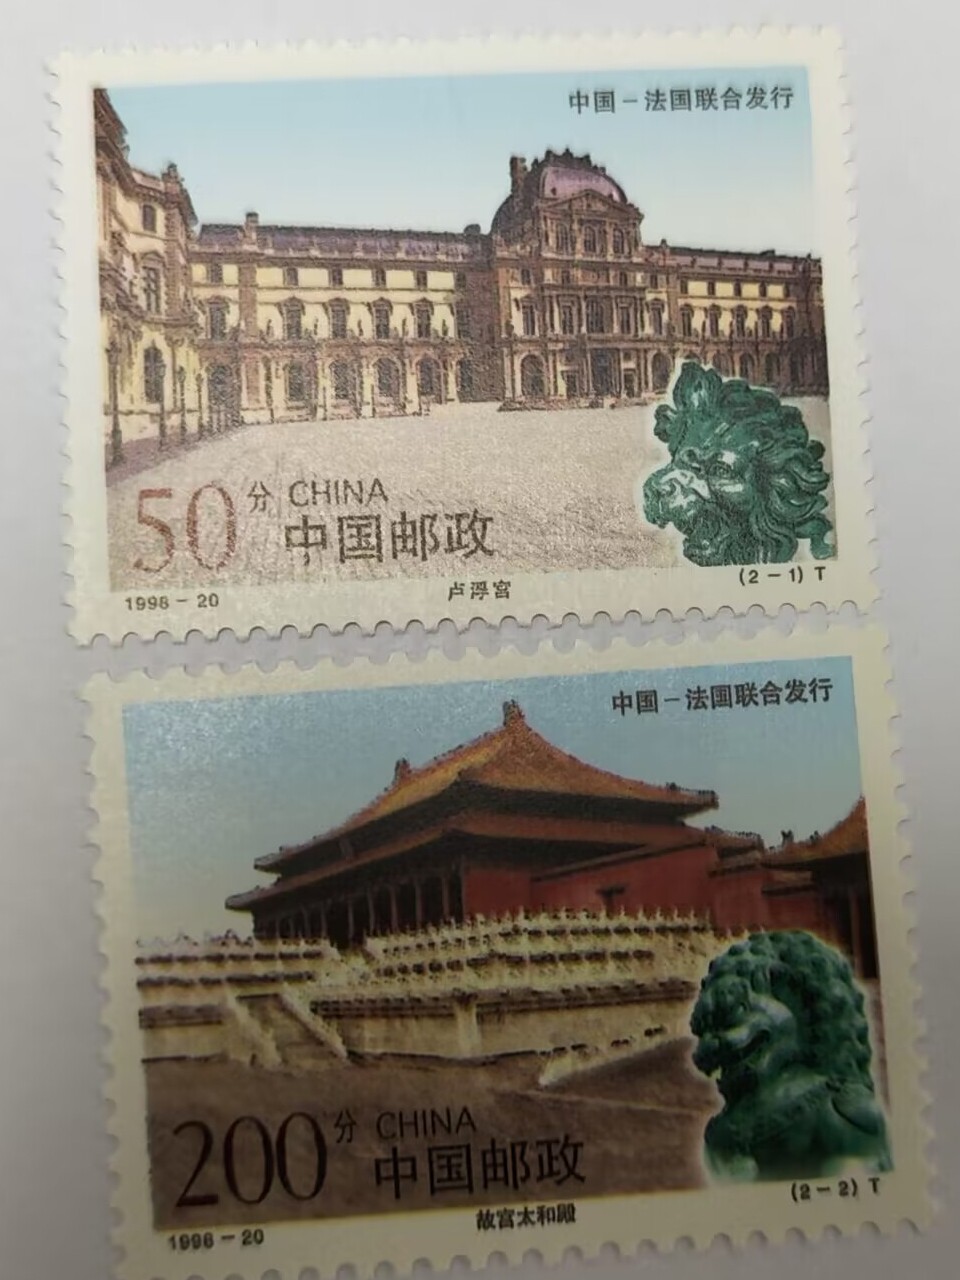 中国－法国联合发行
50分 CHINA
中国邮政
(2－1) T
1998－20
卢浮宫
中国－法国联合发行
200分 CHINA
中国邮政
(2－2) T
1998－20
故宫太和殿